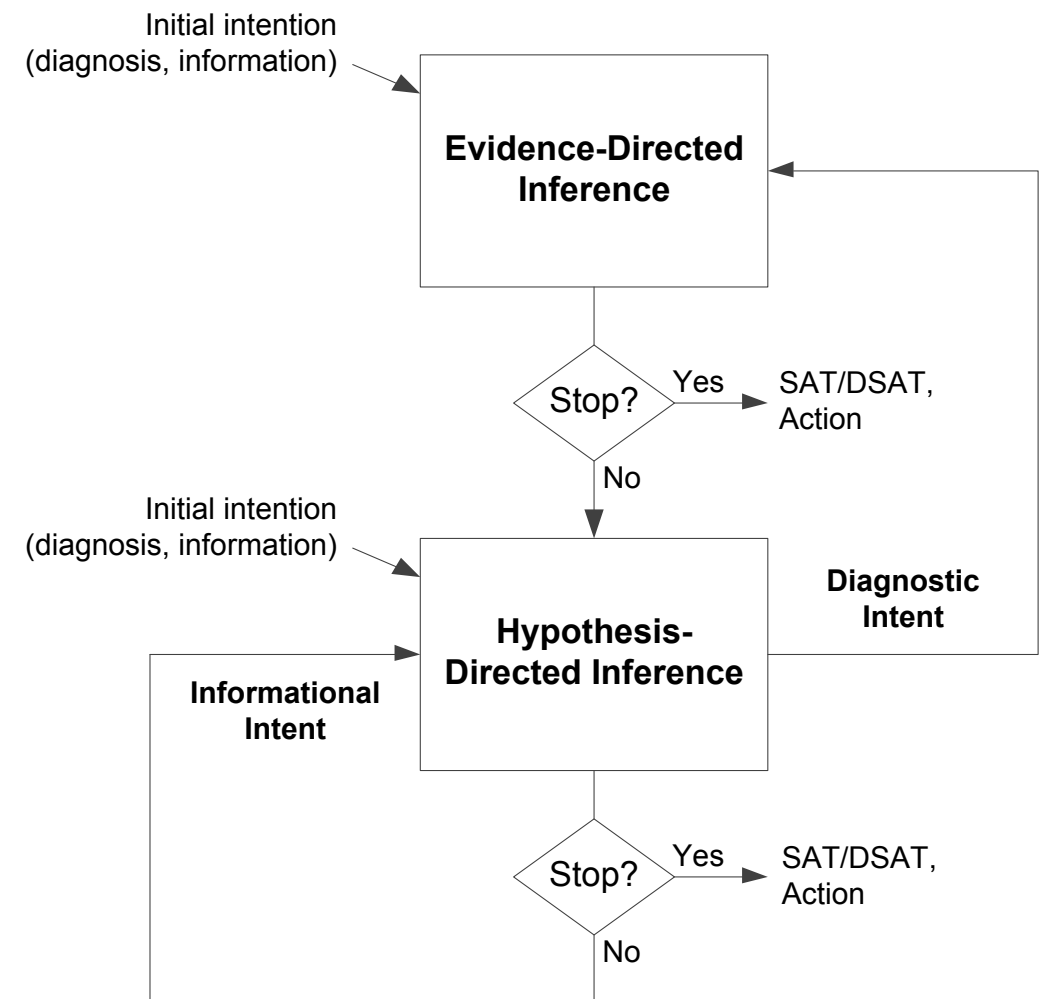 Initial intention
(diagnosis, information)
Evidence-Directed
Inference
Stop?
Yes
SAT/DSAT,
Action
No
Initial intention
(diagnosis, information)
Hypothesis-
Directed Inference
Diagnostic
Intent
Informational
Intent
Stop?
Yes
SAT/DSAT,
Action
No